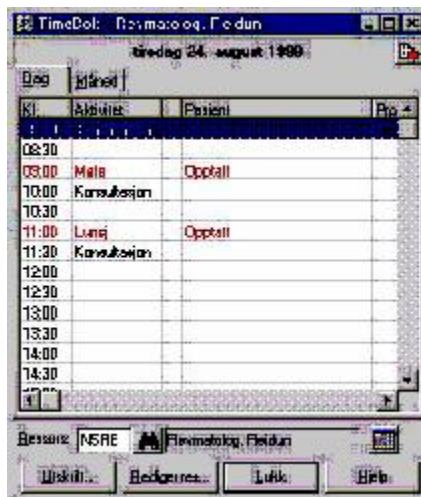 TimeBok - Revmatolog, Reidun
tirsdag 24. august 1999
Dag Måned
Kl. Aktivitet Pasient Pro
08:30
09:00 Møte Opptatt
10:00 Konsultasjon
10:30
11:00 Lunsj Opptatt
11:30 Konsultasjon
12:00
12:30
13:00
13:30
14:00
14:30
Ressurs NSRE Revmatolog, Reidun
Utskrift... Rediger res... Lukk Hjelp